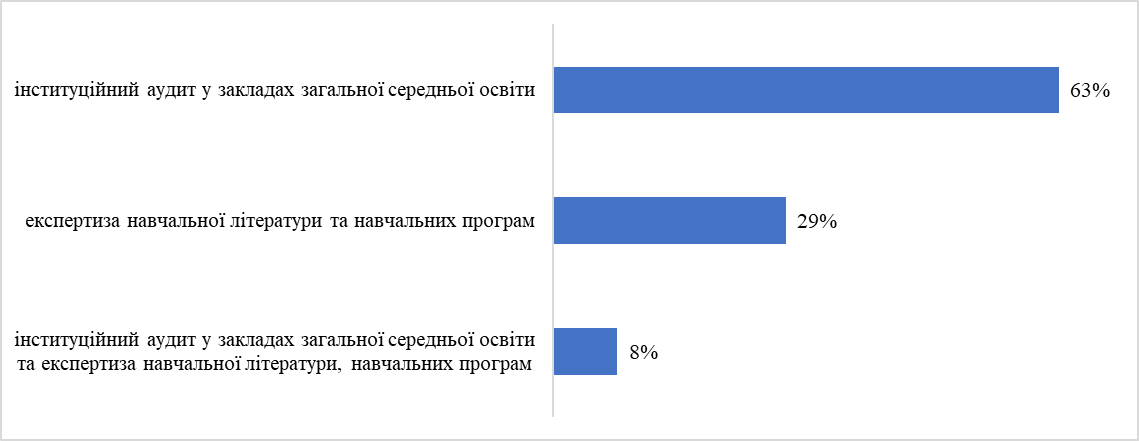 інституційний аудит у закладах загальної середньої освіти
63%
експертиза навчальної літератури та навчальних програм
29%
інституційний аудит у закладах загальної середньої освіти
та експертиза навчальної літератури, навчальних програм
8%